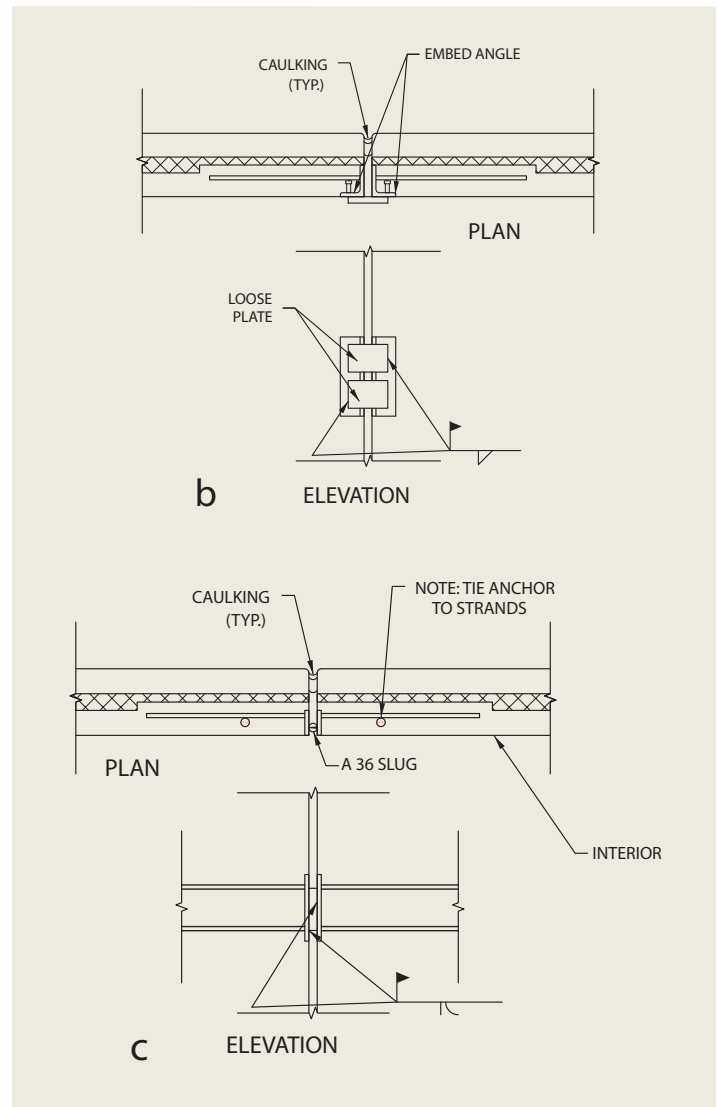 CAULKING
(TYP.)
EMBED ANGLE
PLAN
LOOSE
PLATE
b
ELEVATION
CAULKING
(TYP.)
NOTE: TIE ANCHOR
TO STRANDS
PLAN
A 36 SLUG
INTERIOR
c
ELEVATION